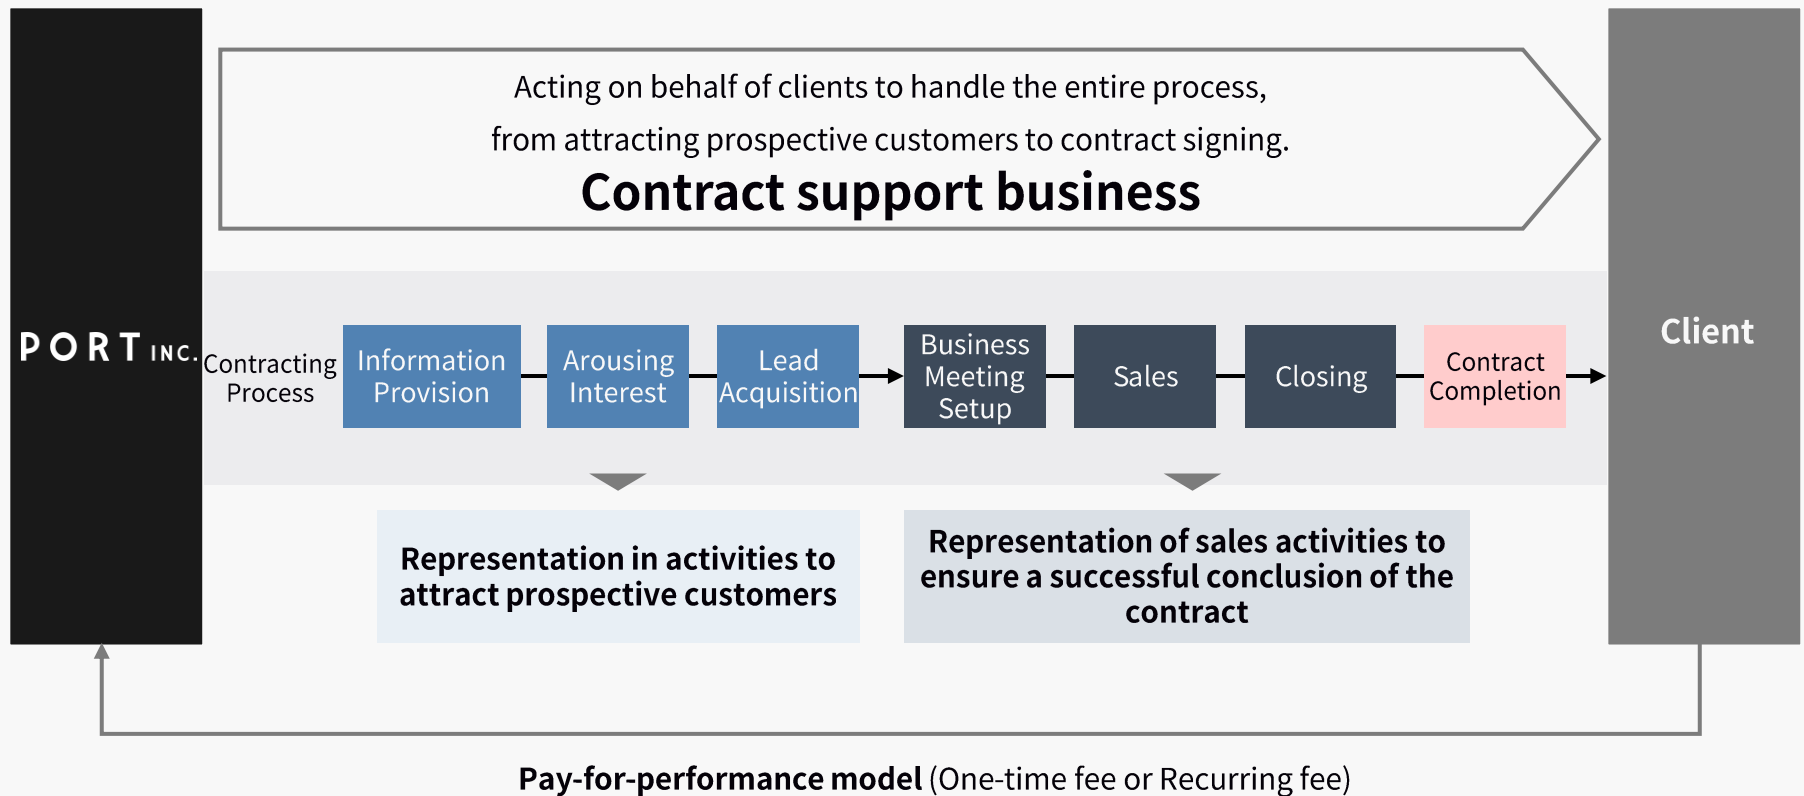 Acting on behalf of clients to handle the entire process,
from attracting prospective customers to contract signing.
Contract support business
PORT INC.
Contracting
Process
Information
Provision
Arousing
Interest
Lead
Acquisition
Business
Meeting
Setup
Sales
Closing
Contract
Completion
Client
Representation in activities to
attract prospective customers
Representation of sales activities to
ensure a successful conclusion of the
contract
Pay-for-performance model (One-time fee or Recurring fee)